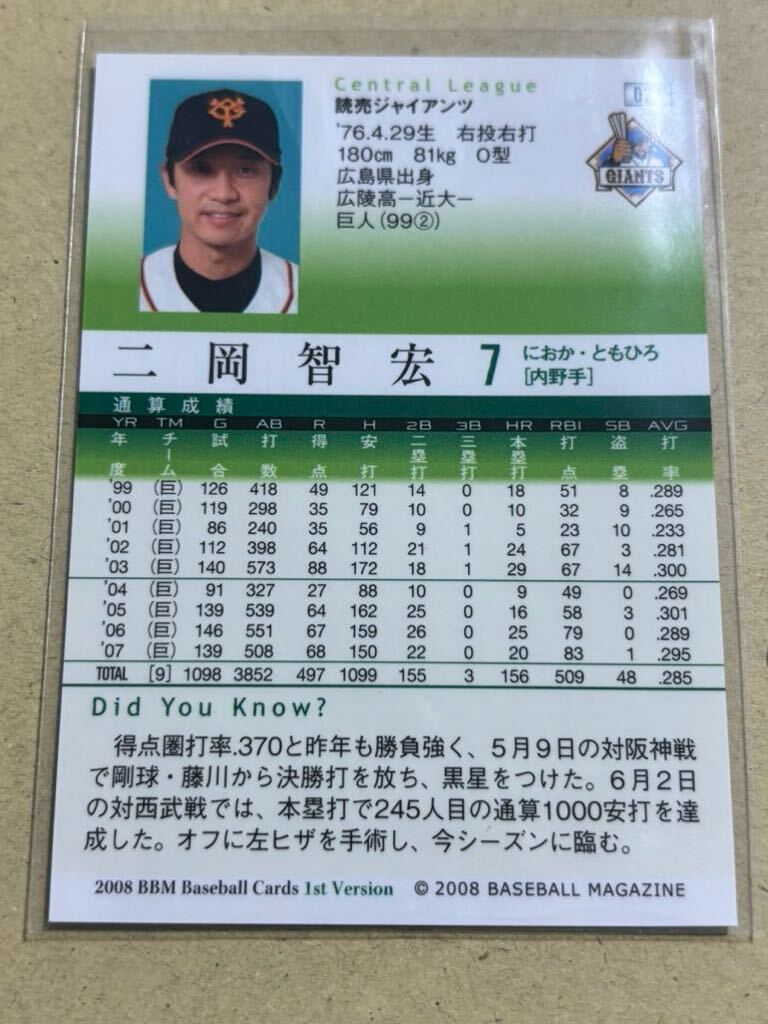 Central League
読売ジャイアンツ
'76.4.29生 右投右打
180cm 81kg O型
広島県出身
広陵高－近大－
巨人(99②)
GIANTS
二岡智宏 7 におか・ともひろ
[内野手]
通算成績
YR TM G AB R H 2B 3B HR RBI SB AVG
年度 チーム 試合 打数 得点 安打 二塁打 三塁打 本塁打 打点 盗塁 打率
'99 (巨) 126 418 49 121 14 0 18 51 8 .289
'00 (巨) 119 298 35 79 10 0 10 32 9 .265
'01 (巨) 86 240 35 56 9 1 5 23 10 .233
'02 (巨) 112 398 64 112 21 1 24 67 3 .281
'03 (巨) 140 573 88 172 18 1 29 67 14 .300
'04 (巨) 91 327 27 88 10 0 9 49 0 .269
'05 (巨) 139 539 64 162 25 0 16 58 3 .301
'06 (巨) 146 551 67 159 26 0 25 79 0 .289
'07 (巨) 139 508 68 150 22 0 20 83 1 .295
TOTAL [9] 1098 3852 497 1099 155 3 156 509 48 .285
Did You Know?
得点圏打率.370と昨年も勝負強く、5月9日の対阪神戦
で剛球・藤川から決勝打を放ち、黒星をつけた。6月2日
の対西武戦では、本塁打で245人目の通算1000安打を達
成した。オフに左ヒザを手術し、今シーズンに臨む。
2008 BBM Baseball Cards 1st Version © 2008 BASEBALL MAGAZINE